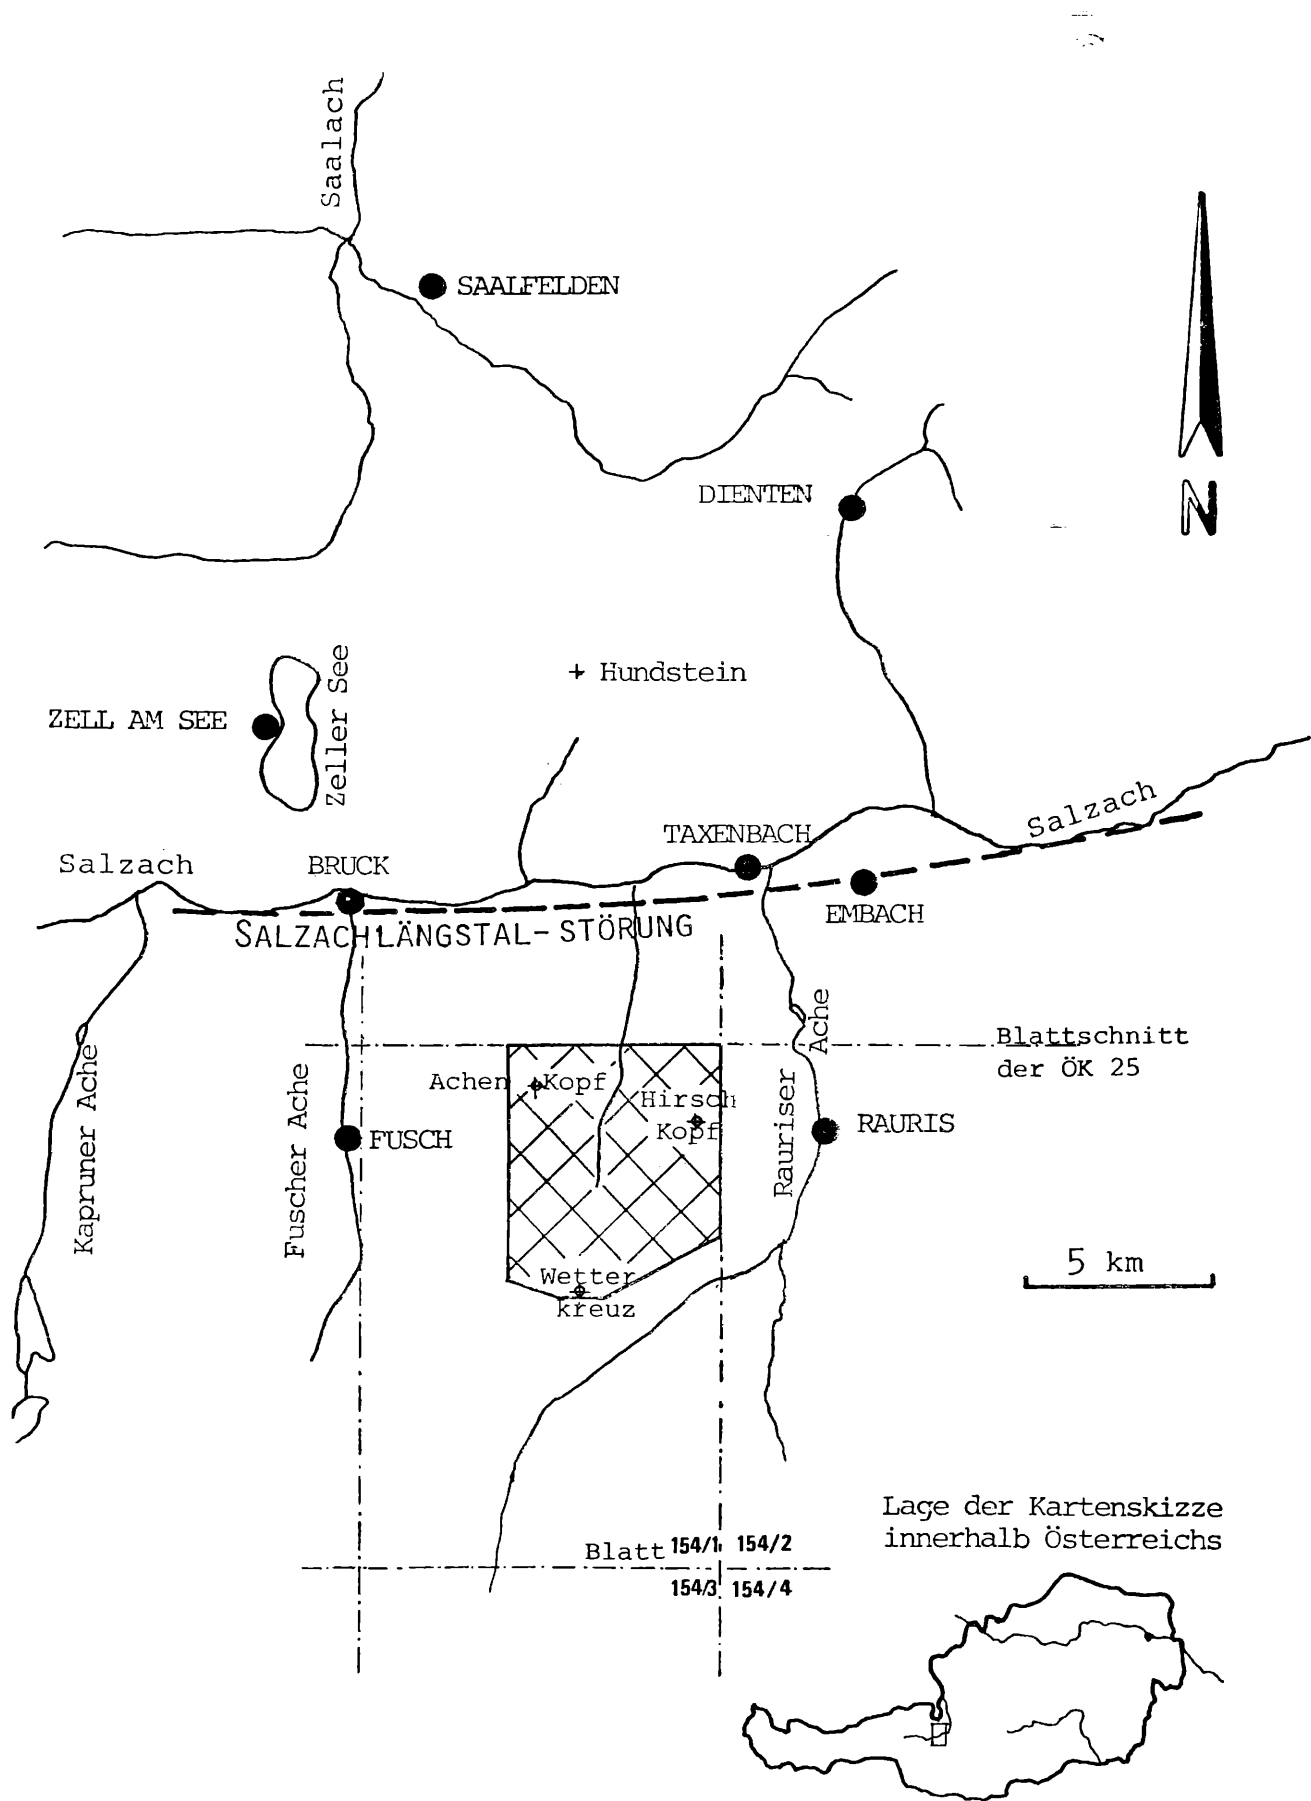 Saalach
SAALFELDEN
N
DIENTEN
Hundstein
ZELL AM SEE
Zeller See
Salzach
TAXENBACH
Salzach
BRUCK
EMBACH
SALZACHLÄNGSTAL-STÖRUNG
Blattschnitt
der ÖK 25
Kapruner Ache
Fuscher Ache
Rauriser Ache
Achen Kopf
Hirsch
Kopf
FUSCH
RAURIS
5 km
Wetter
kreuz
Lage der Kartenskizze
innerhalb Österreichs
Blatt 154/1 154/2
154/3 154/4